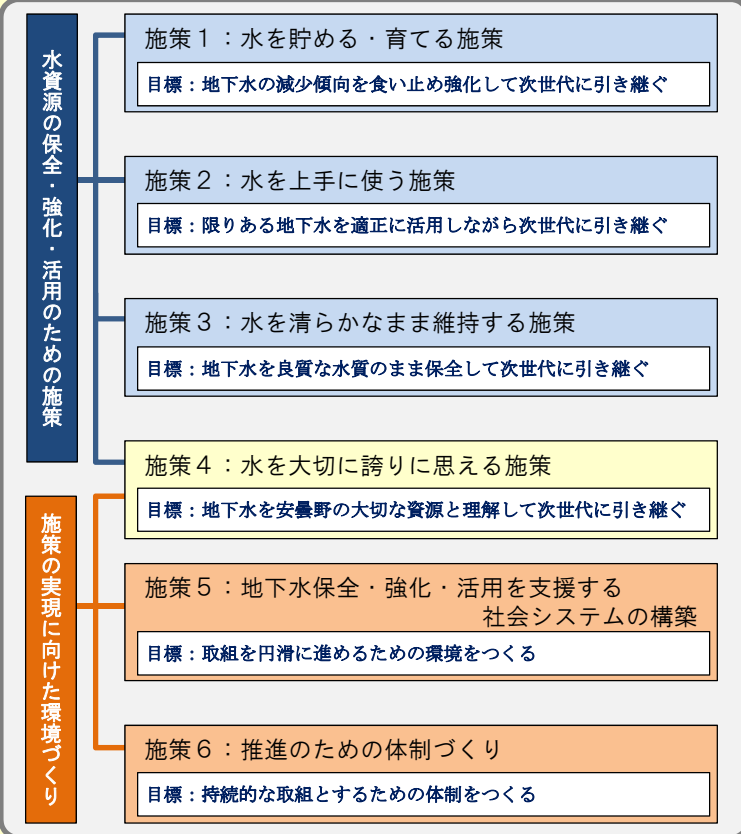 水資源の保全・強化・活用のための施策
施策１：水を貯める・育てる施策
目標：地下水の減少傾向を食い止め強化して次世代に引き継ぐ
施策２：水を上手に使う施策
目標：限りある地下水を適正に活用しながら次世代に引き継ぐ
施策３：水を清らかなまま維持する施策
目標：地下水を良質な水質のまま保全して次世代に引き継ぐ
施策４：水を大切に誇りに思える施策
目標：地下水を安曇野の大切な資源と理解して次世代に引き継ぐ
施策の実現に向けた環境づくり
施策５：地下水保全・強化・活用を支援する
社会システムの構築
目標：取組を円滑に進めるための環境をつくる
施策６：推進のための体制づくり
目標：持続的な取組とするための体制をつくる